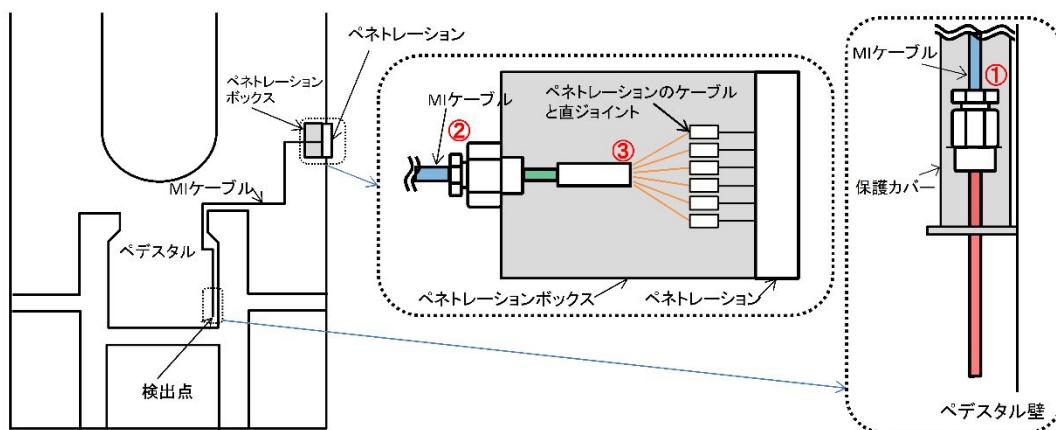 ペネトレーション
ペネトレーション
ボックス
MIケーブル
ペデスタル
検出点
MIケーブル
②
ペネトレーションのケーブル
と直ジョイント
③
ペネトレーションボックス
ペネトレーション
MIケーブル
①
保護カバー
ペデスタル壁